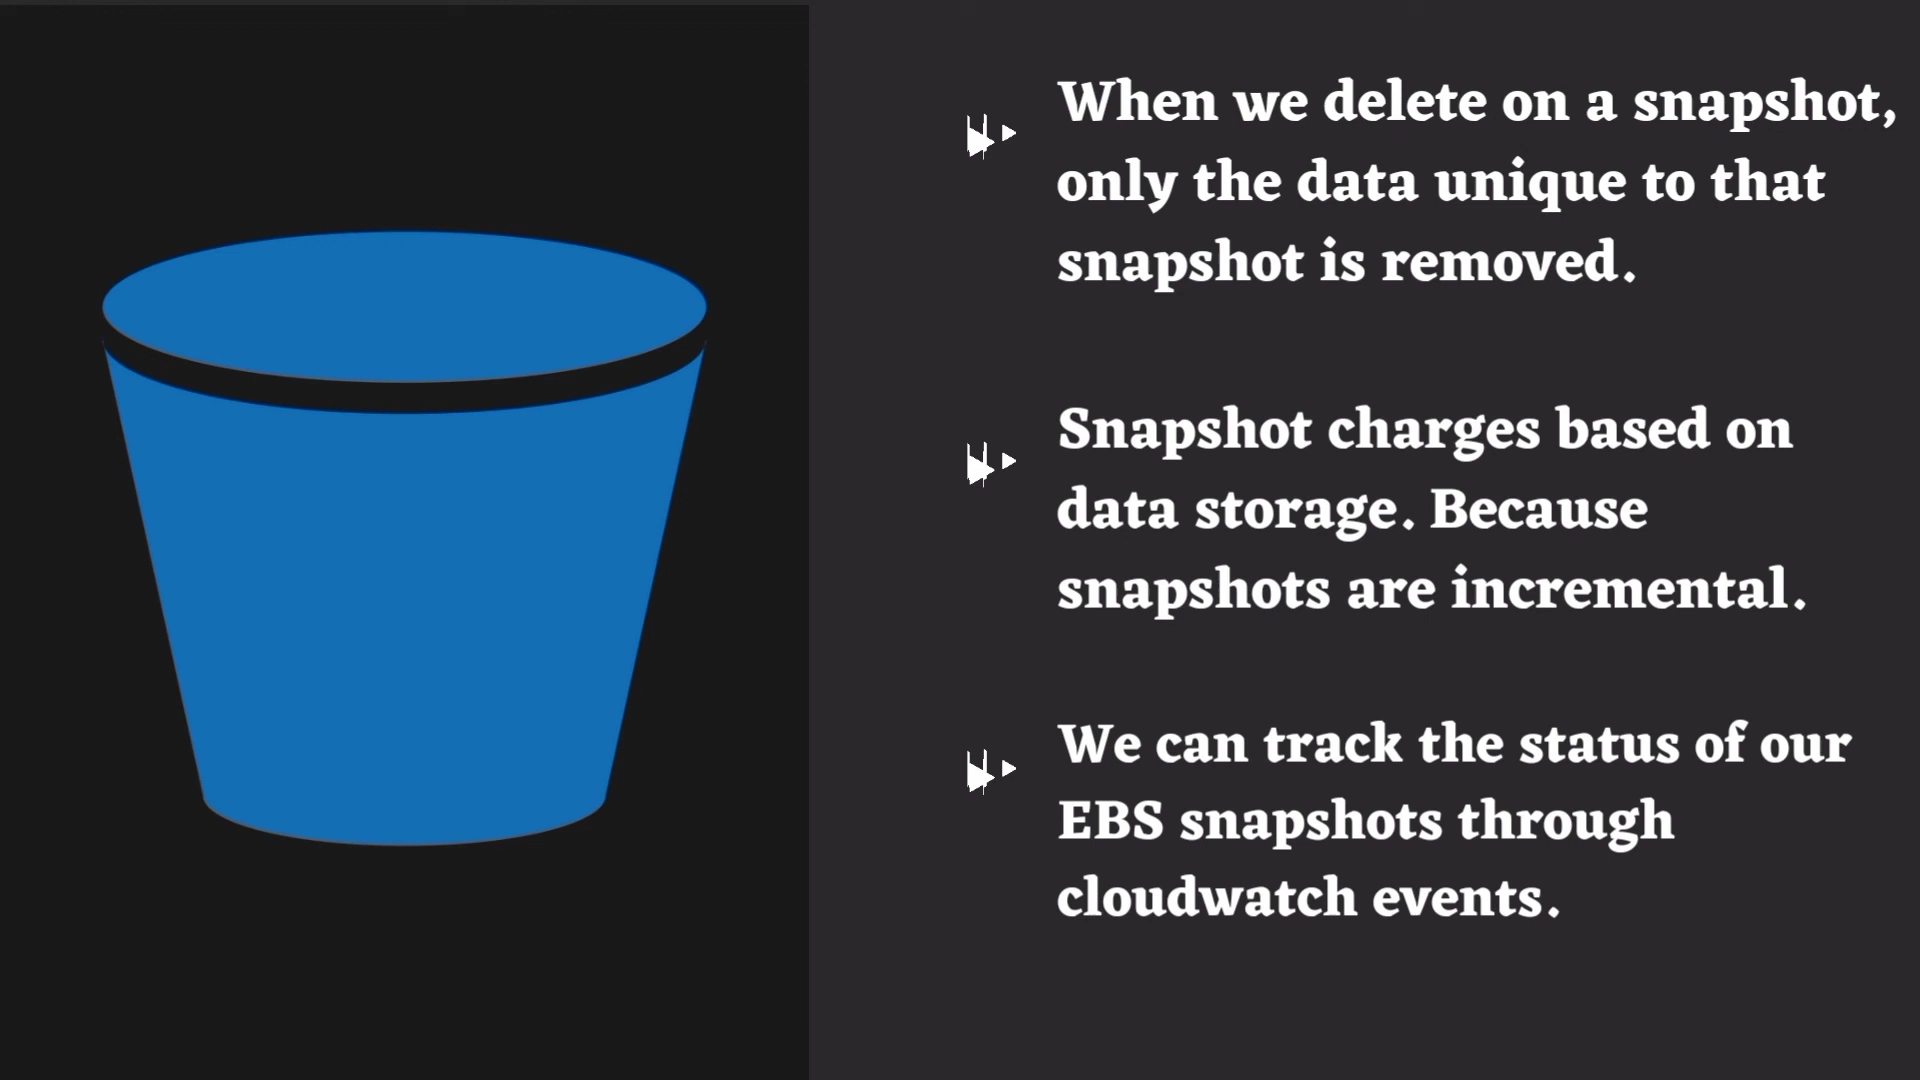 When we delete on a snapshot,
only the data unique to that
snapshot is removed.
Snapshot charges based on
data storage. Because
snapshots are incremental.
We can track the status of our
EBS snapshots through
cloudwatch events.